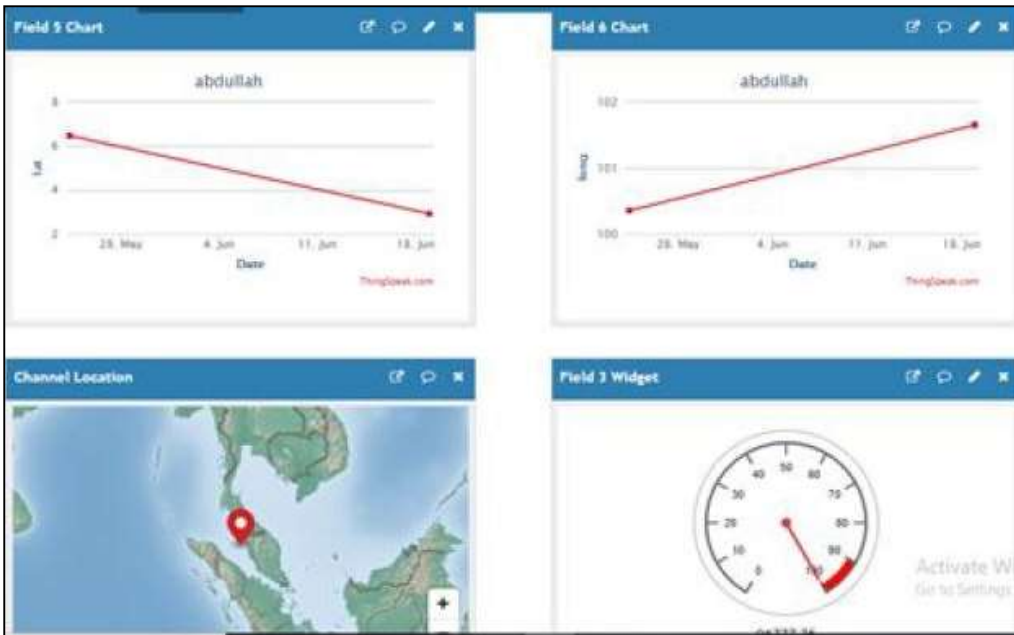 Field 5 Chart
abdullah
8
6
4
2
Lat
28. May 4. Jun 11. Jun 18. Jun
Date
ThingSpeak.com
Field 6 Chart
abdullah
102
101
100
28. May 4. Jun 11. Jun 18. Jun
Date
ThingSpeak.com
Channel Location
+
Field 3 Widget
0
10
20
30
40
50
60
70
80
90
100
Activate
Go to Settings